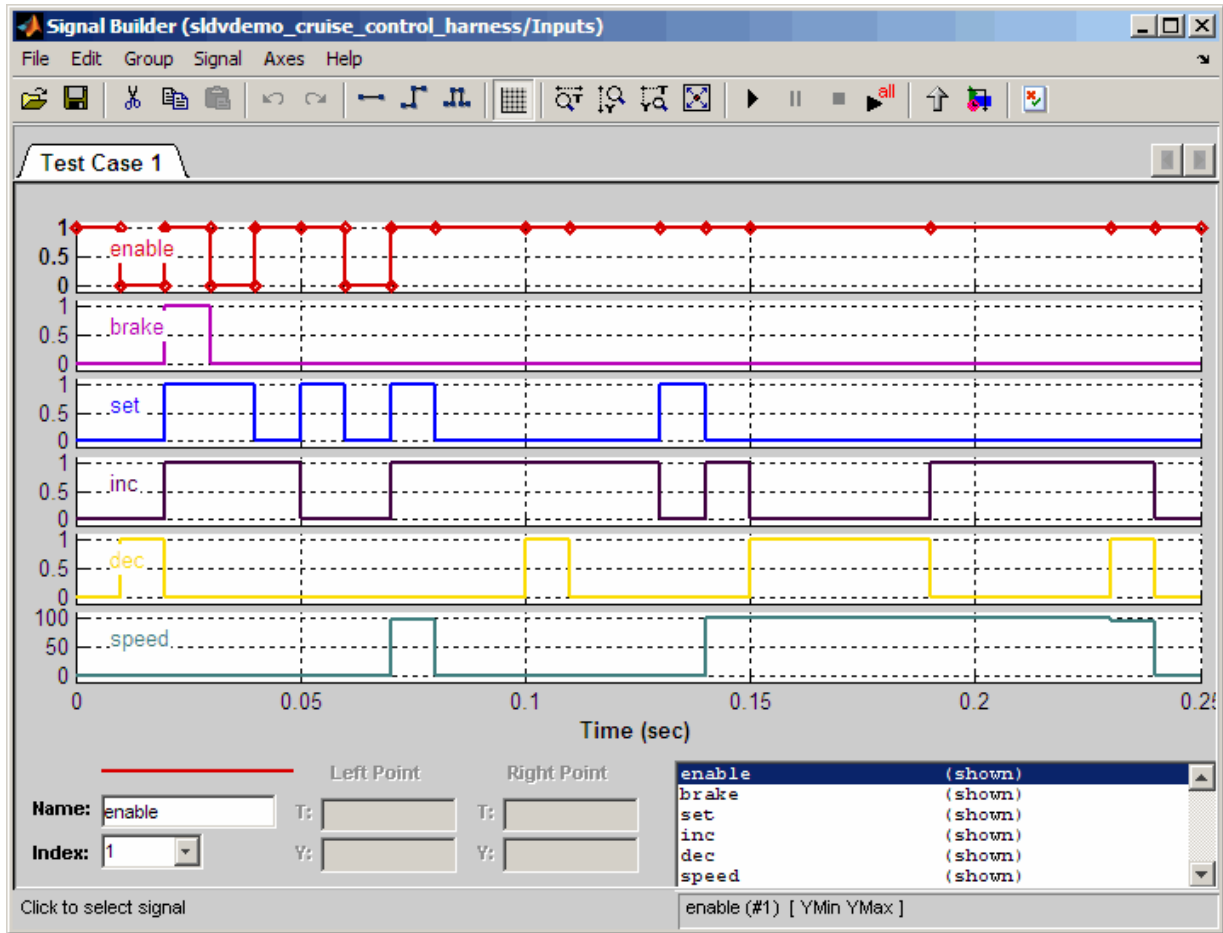 Signal Builder (sldvdemo_cruise_control_harness/Inputs)
File Edit Group Signal Axes Help
all
Test Case 1
1
0.5
0
enable
1
0.5
0
brake
1
0.5
0
set
1
0.5
0
inc
1
0.5
0
dec
100
50
0
speed
0 0.05 0.1 0.15 0.2
Time (sec)
Left Point Right Point
Name: enable T: T:
Index: 1 Y: Y:
enable (shown)
brake (shown)
set (shown)
inc (shown)
dec (shown)
speed (shown)
Click to select signal
enable (#1) [ YMin YMax ]